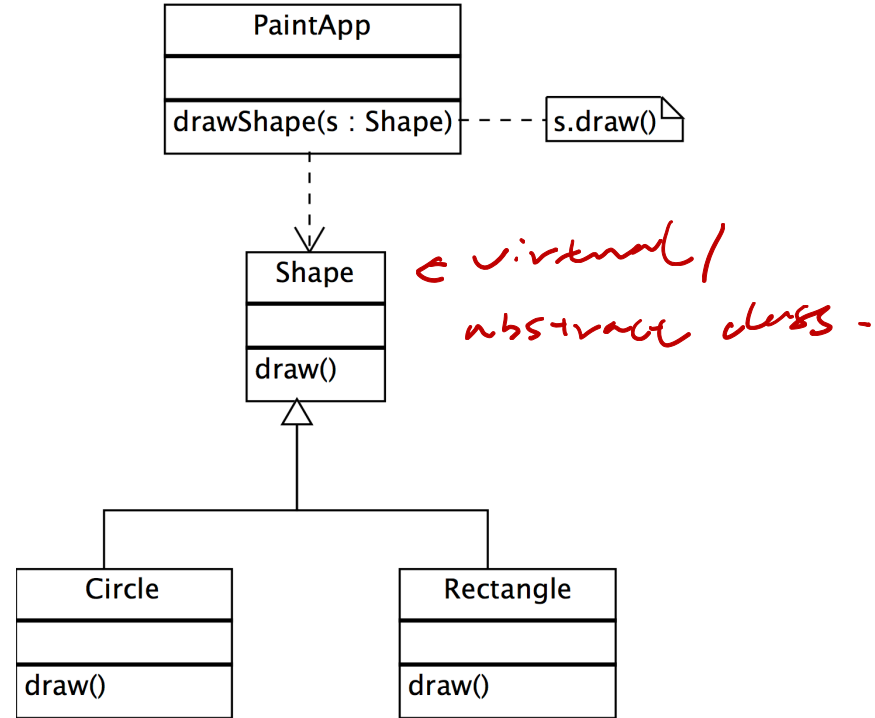 PaintApp
drawShape(s : Shape)
s.draw()
Shape
draw()
← virtual/
abstract class
Circle
draw()
Rectangle
draw()